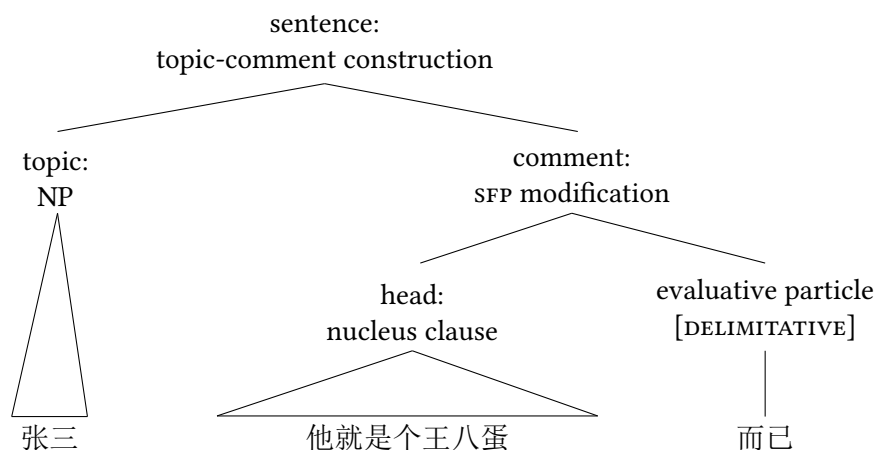 sentence:
topic-comment construction
topic:
NP
comment:
SFP modification
head:
nucleus clause
evaluative particle
[DELIMITATIVE]
张三
他就是个王八蛋
而已